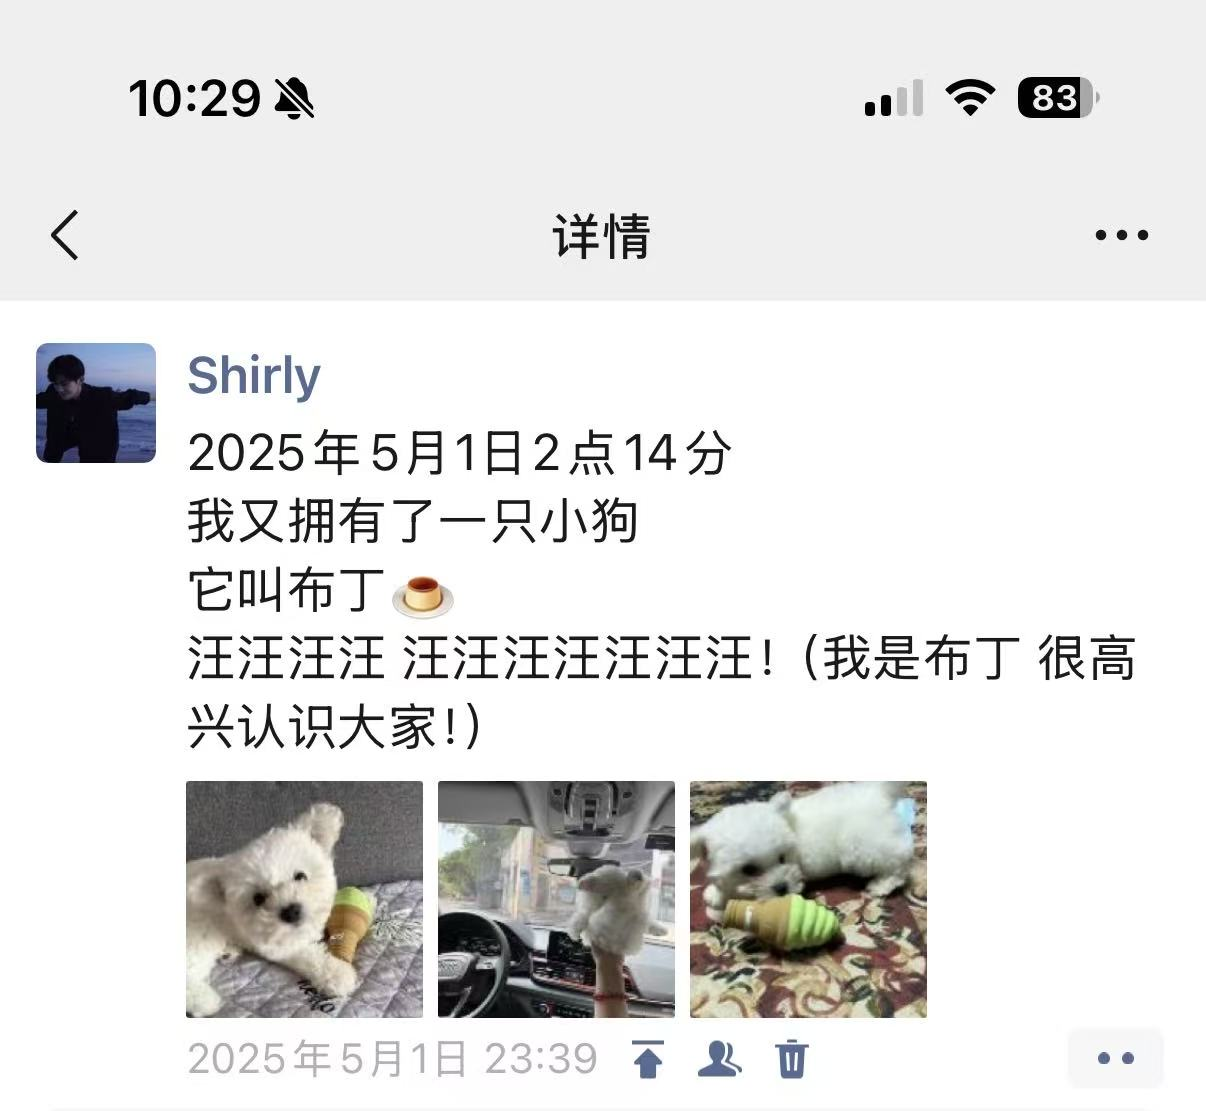 10:29
83
详情
Shirly
2025年5月1日2点14分
我又拥有了一只小狗
它叫布丁🍮
汪汪汪汪 汪汪汪汪汪汪汪！(我是布丁 很高
兴认识大家！)
2025年5月1日 23:39